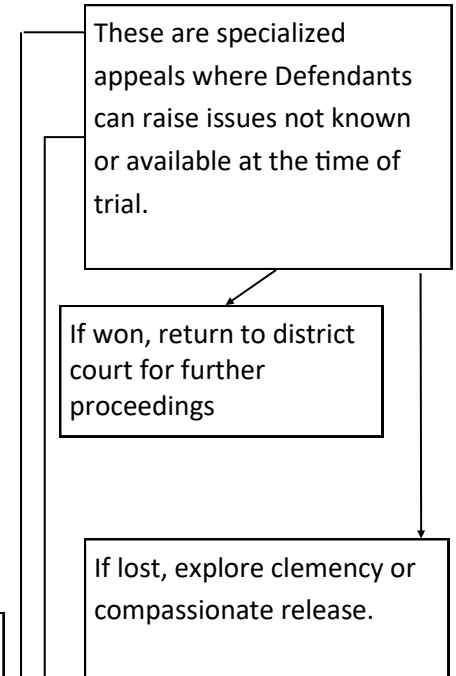 These are specialized
appeals where Defendants
can raise issues not known
or available at the time of
trial.
If won, return to district
court for further
proceedings
If lost, explore clemency or
compassionate release.